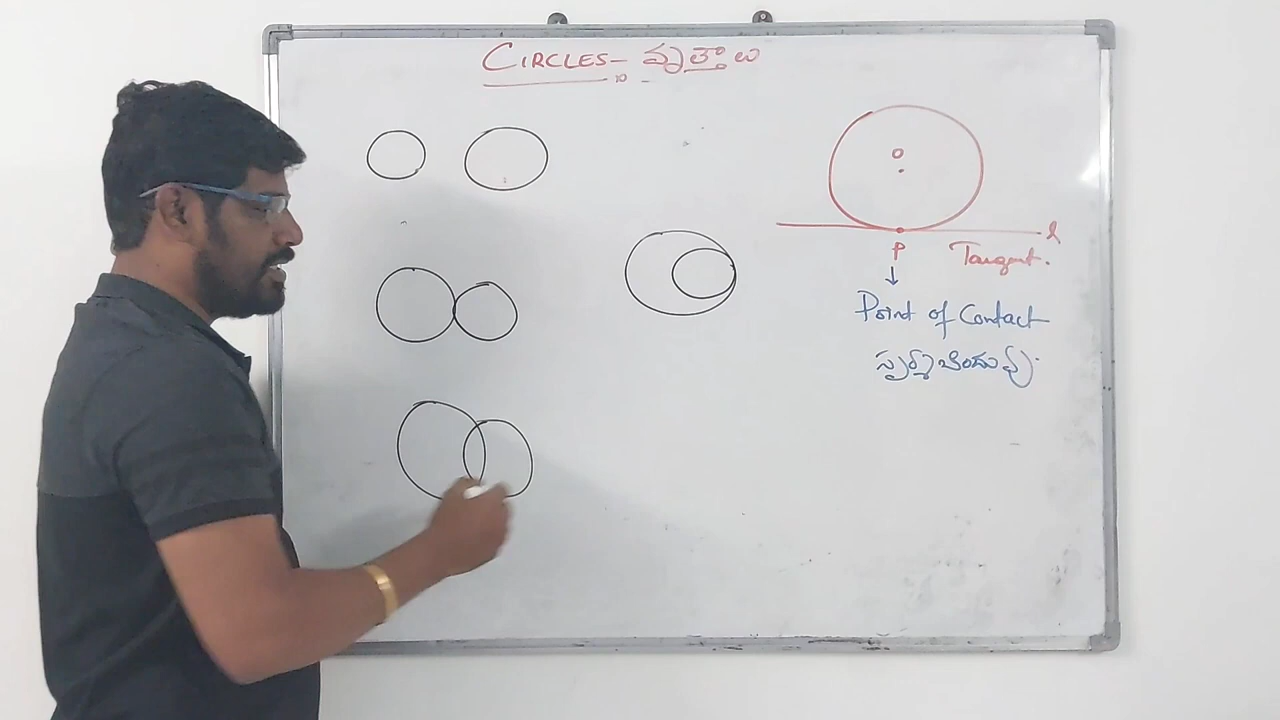 CIRCLES - వృత్తాలు
10
O
l
P
Tangent.
Point of Contact
స్పర్శబిందువు.